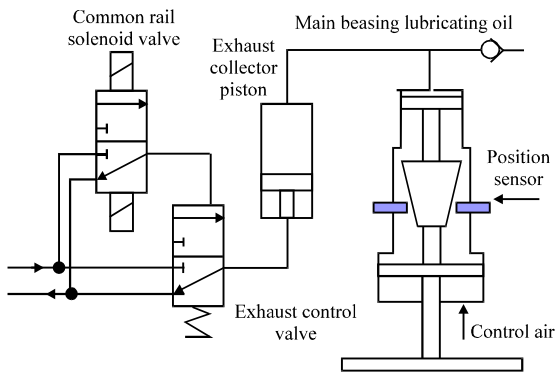 Common rail
solenoid valve
Exhaust
collector
piston
Main beasing lubricating oil
Position
sensor
Exhaust control
valve
Control air